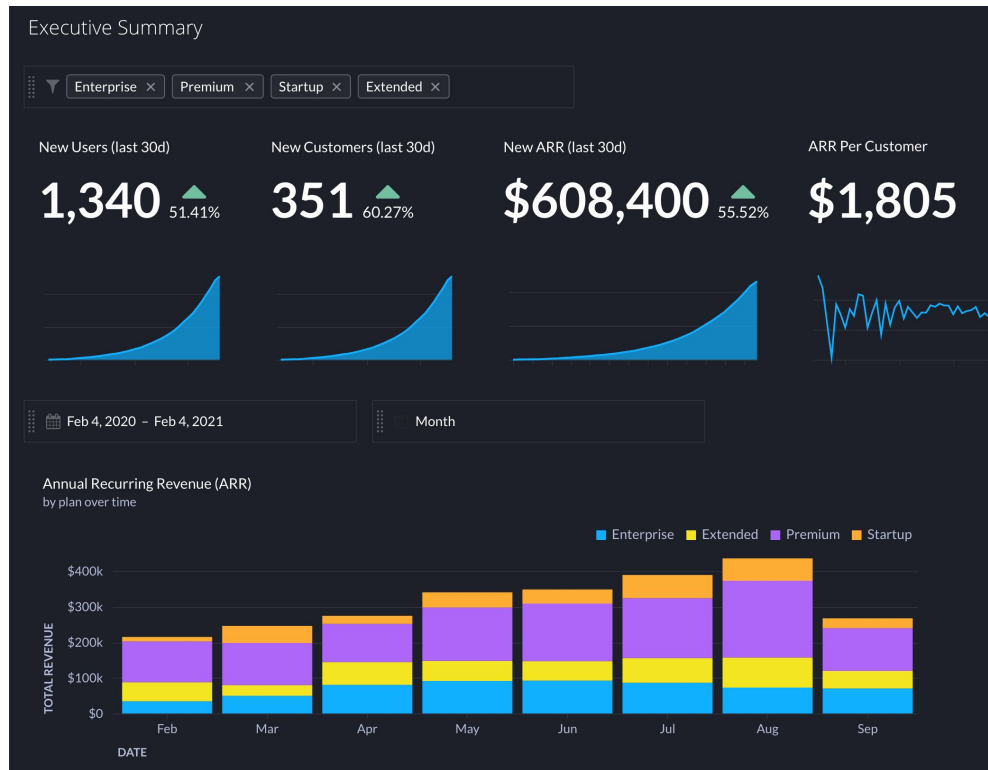 Executive Summary
Enterprise × Premium × Startup × Extended ×
New Users (last 30d)
1,340 51.41%
New Customers (last 30d)
351 60.27%
New ARR (last 30d)
$608,400 55.52%
ARR Per Customer
$1,805
Feb 4, 2020 – Feb 4, 2021
Month
Annual Recurring Revenue (ARR)
by plan over time
Enterprise Extended Premium Startup
TOTAL REVENUE
$400k
$300k
$200k
$100k
$0
Feb Mar Apr May Jun Jul Aug Sep
DATE